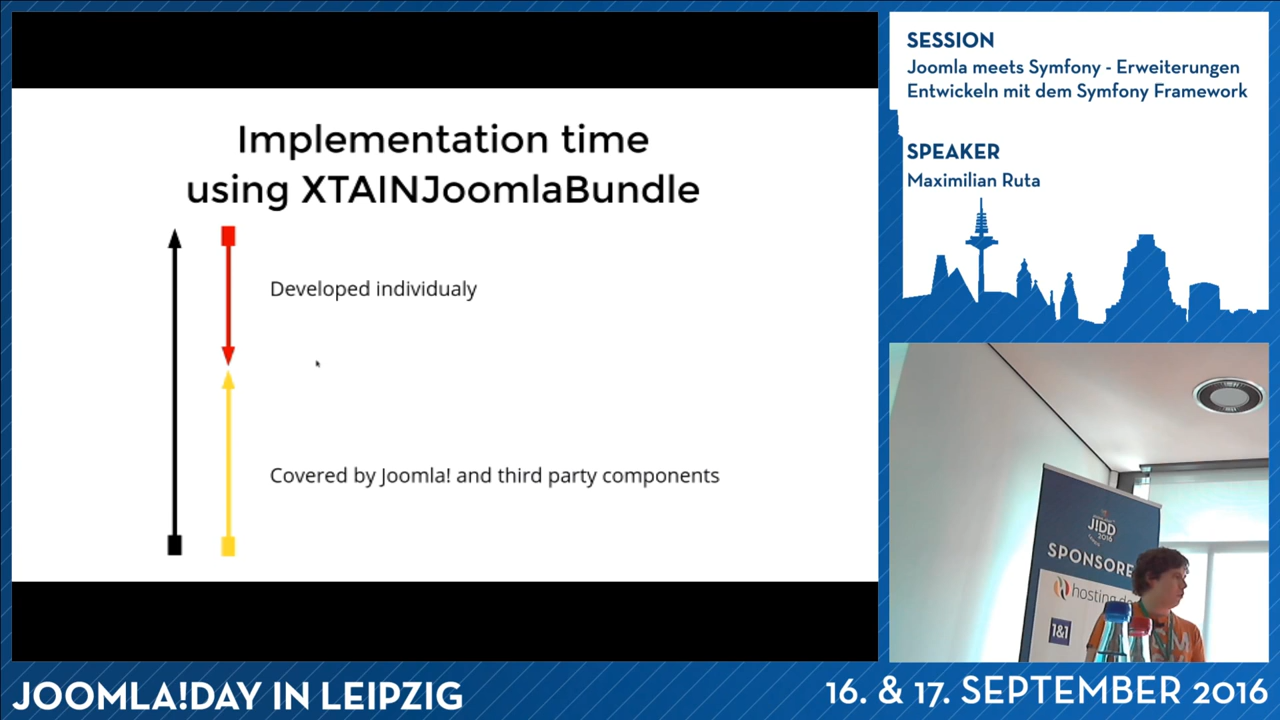 Implementation time
using XTAINJoomlaBundle
Developed individualy
Covered by Joomla! and third party components
SESSION
Joomla meets Symfony - Erweiterungen
Entwickeln mit dem Symfony Framework
SPEAKER
Maximilian Ruta
J!DD
2016
SPONSORE
hosting.de
1&1
JOOMLA!DAY IN LEIPZIG
16. & 17. SEPTEMBER 2016